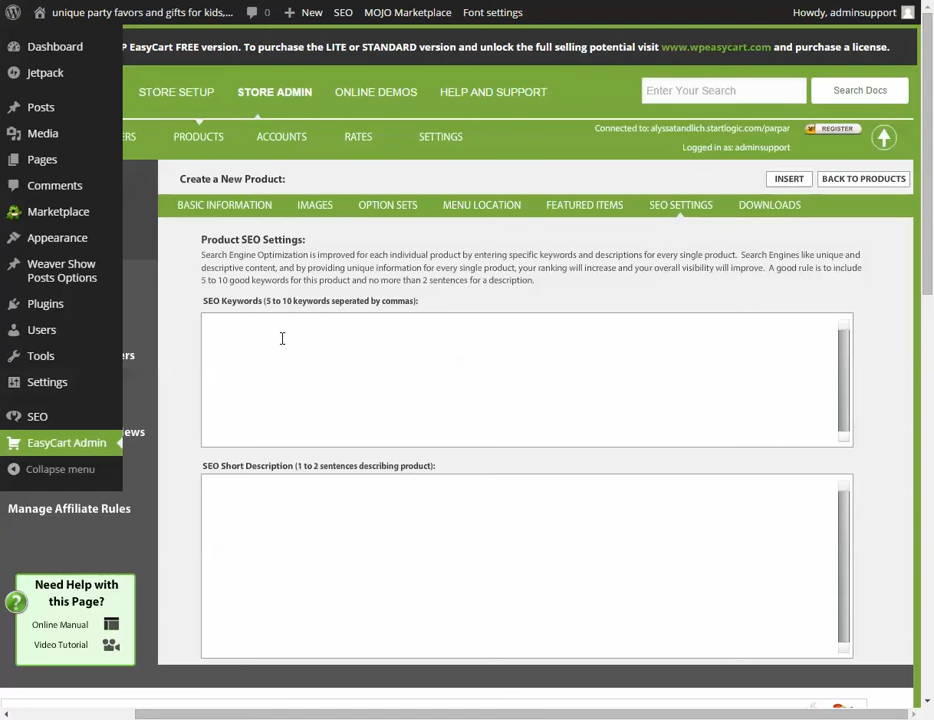 unique party favors and gifts for kids,...
0
New
SEO
MOJO Marketplace
Font settings
Howdy, adminsupport
P EasyCart FREE version. To purchase the LITE or STANDARD version and unlock the full selling potential visit www.wpeasycart.com and purchase a license.
STORE SETUP
STORE ADMIN
ONLINE DEMOS
HELP AND SUPPORT
Enter Your Search
Search Docs
ERS
PRODUCTS
ACCOUNTS
RATES
SETTINGS
Connected to: alyssatandlich.startlogic.com/parpar
REGISTER
Logged in as: adminsupport
Dashboard
Jetpack
Posts
Media
Pages
Comments
Marketplace
Appearance
Weaver Show
Posts Options
Plugins
Users
Tools
Settings
SEO
EasyCart Admin
Collapse menu
ers
iews
Manage Affiliate Rules
Need Help with
this Page?
?
Online Manual
Video Tutorial
Create a New Product:
INSERT
BACK TO PRODUCTS
BASIC INFORMATION
IMAGES
OPTION SETS
MENU LOCATION
FEATURED ITEMS
SEO SETTINGS
DOWNLOADS
Product SEO Settings:
Search Engine Optimization is improved for each individual product by entering specific keywords and descriptions for every single product.  Search Engines like unique and
descriptive content, and by providing unique information for every single product, your ranking will increase and your overall visibility will improve.  A good rule is to include
5 to 10 good keywords for this product and no more than 2 sentences for a description.
SEO Keywords (5 to 10 keywords seperated by commas):
SEO Short Description (1 to 2 sentences describing product):